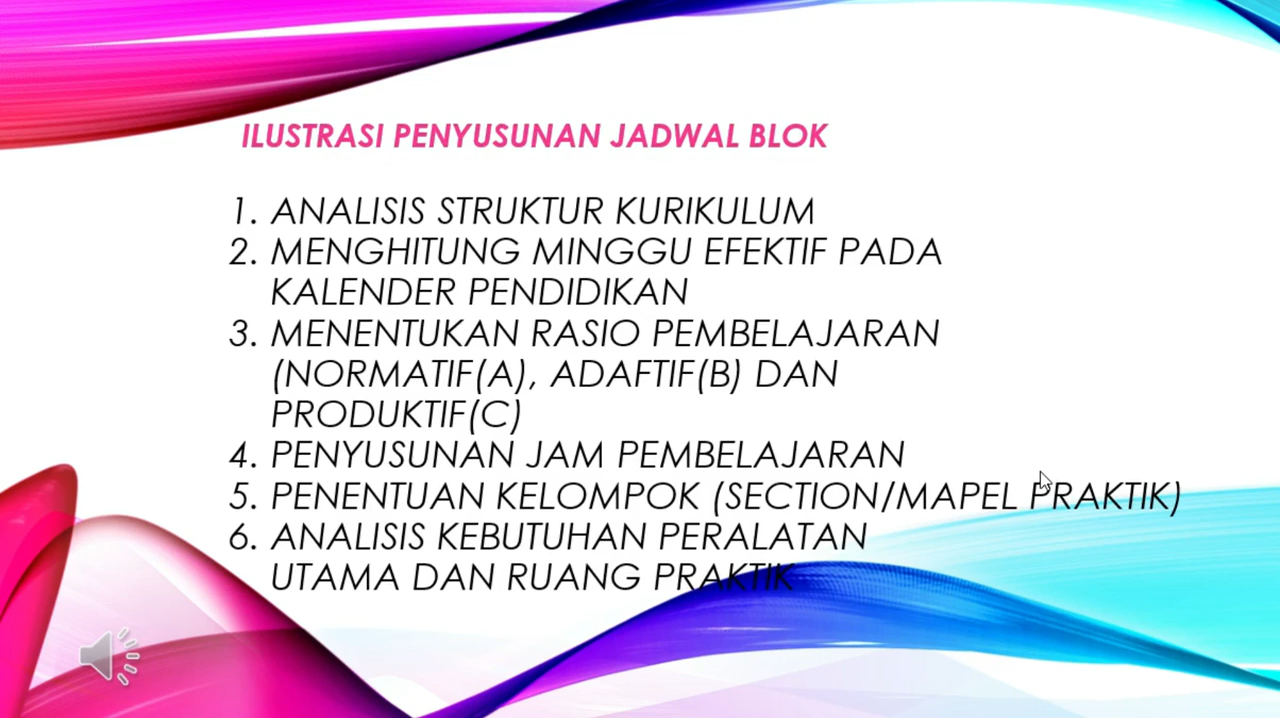 ILUSTRASI PENYUSUNAN JADWAL BLOK
1. ANALISIS STRUKTUR KURIKULUM
2. MENGHITUNG MINGGU EFEKTIF PADA
KALENDER PENDIDIKAN
3. MENENTUKAN RASIO PEMBELAJARAN
(NORMATIF(A), ADAFTIF(B) DAN
PRODUKTIF(C)
4. PENYUSUNAN JAM PEMBELAJARAN
5. PENENTUAN KELOMPOK (SECTION/MAPEL PRAKTIK)
6. ANALISIS KEBUTUHAN PERALATAN
UTAMA DAN RUANG PRAKTIK